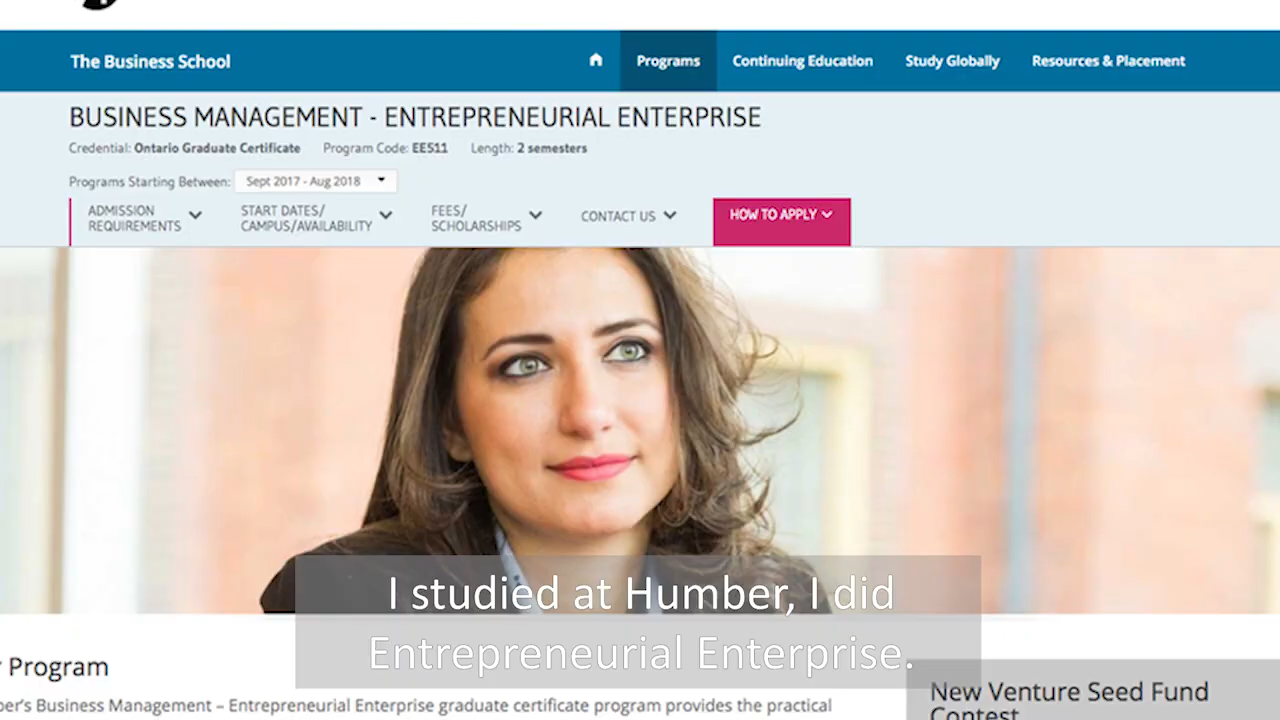 The Business School
Programs
Continuing Education
Study Globally
Resources & Placement
BUSINESS MANAGEMENT - ENTREPRENEURIAL ENTERPRISE
Credential: Ontario Graduate Certificate Program Code: EE511 Length: 2 semesters
Programs Starting Between: Sept 2017 - Aug 2018
ADMISSION
REQUIREMENTS
START DATES/
CAMPUS/AVAILABILITY
FEES/
SCHOLARSHIPS
CONTACT US
HOW TO APPLY
I studied at Humber, I did
Entrepreneurial Enterprise.
r Program
ber's Business Management – Entrepreneurial Enterprise graduate certificate program provides the practical
New Venture Seed Fund
Contest